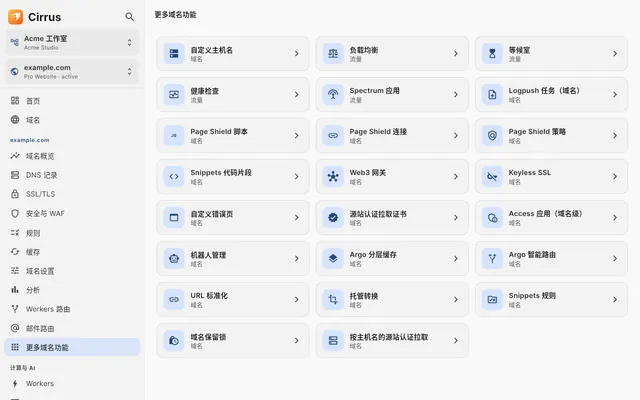 Cirrus
Acme 工作室
Acme Studio
example.com
Pro Website · active
首页
域名
example.com
域名概览
DNS 记录
SSL/TLS
安全与 WAF
规则
缓存
域名设置
分析
Workers 路由
邮件路由
更多域名功能
计算与 AI
Workers
更多域名功能
自定义主机名
域名
负载均衡
流量
等候室
流量
健康检查
流量
Spectrum 应用
流量
Logpush 任务（域名）
域名
JS
Page Shield 脚本
域名
Page Shield 连接
域名
Page Shield 策略
域名
Snippets 代码片段
域名
Web3 网关
域名
Keyless SSL
域名
自定义错误页
域名
源站认证拉取证书
域名
Access 应用（域名级）
域名
机器人管理
域名
Argo 分层缓存
域名
Argo 智能路由
域名
URL 标准化
域名
托管转换
域名
Snippets 规则
域名
域名保留锁
域名
按主机名的源站认证拉取
域名